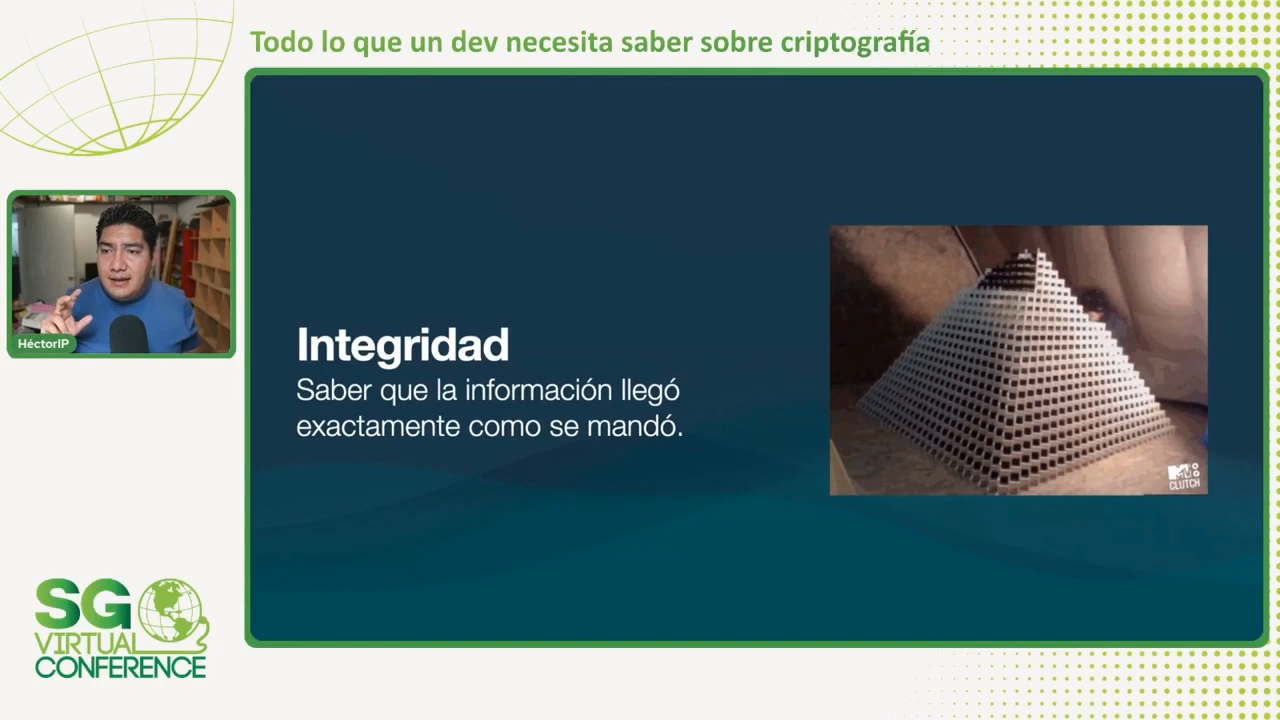 Todo lo que un dev necesita saber sobre criptografía
HéctorIP
Integridad
Saber que la información llegó
exactamente como se mandó.
CLUTCH
SG
VIRTUAL
CONFERENCE